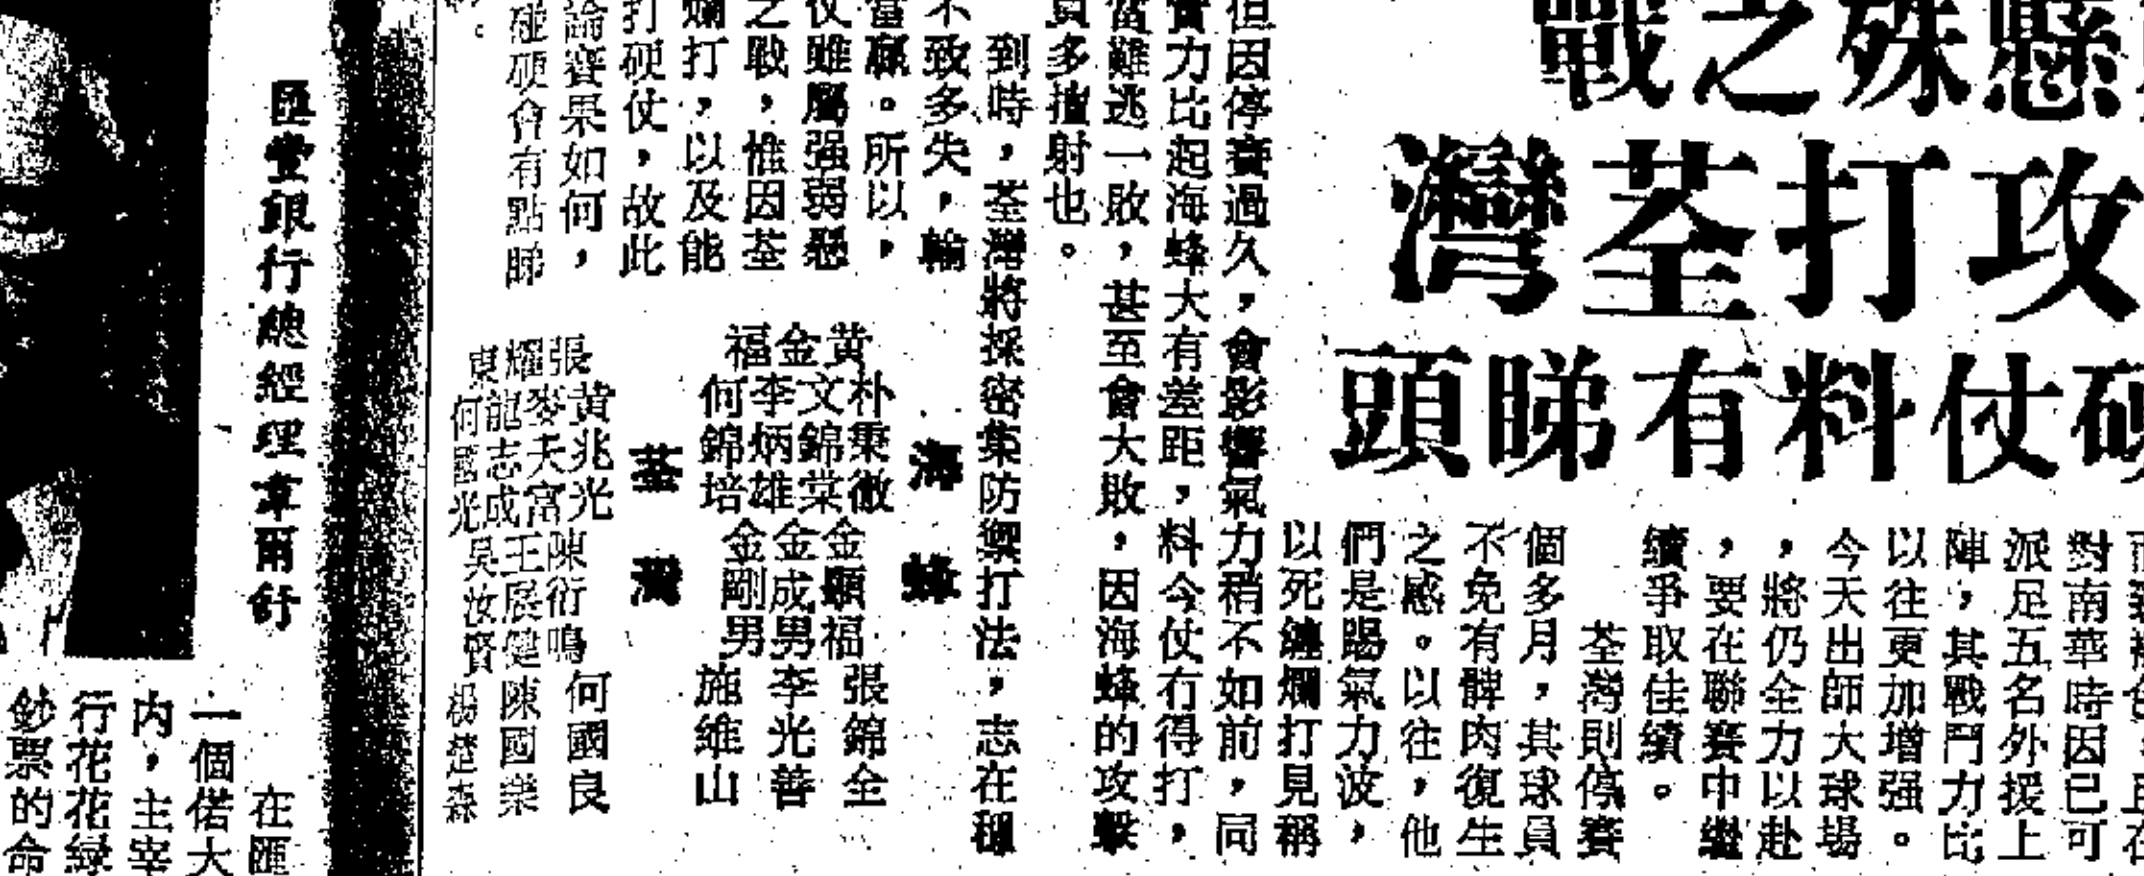 懸殊之戰
攻打荃灣
仗料有睇頭
對南華時因已可
派足五名外援上
陣，其戰鬥力比
以往更加增强。
今天出師大球場
，將仍全力以赴
，要在聯賽中繼
續爭取佳績。
荃灣則停賽
個多月，其球員
不免有髀肉復生
之感。以往，他
們是踢氣力波，
以死纏爛打見稱
但因停賽過久，會影響氣力稍不如前，同
實力比起海蜂大有差距，料今仗冇得打，
當難逃一敗，甚至會大敗，因海蜂的攻擊
員多擅射也。
到時，荃灣將採密集防禦打法，志在穩
不致多失，輸
當贏。所以，
仗雖屬强弱懸
之戰，惟因荃
爛打，以及能
打硬仗，故此
論賽果如何，
碰硬會有點睇
海蜂
黃朴秉徹金顯福張錦全
金文錦棠金成男李光善
福李炳雄金剛男施維山
何錦培
荃灣
張黃兆光陳衍鳴何國良
耀麥夫富王展健陳國樂
東龍志成吳汝賢楊楚森
何國光
匯豐銀行總經理韋爾舒
在匯
一個偌大
内，主宰
行花花綠
鈔票的命